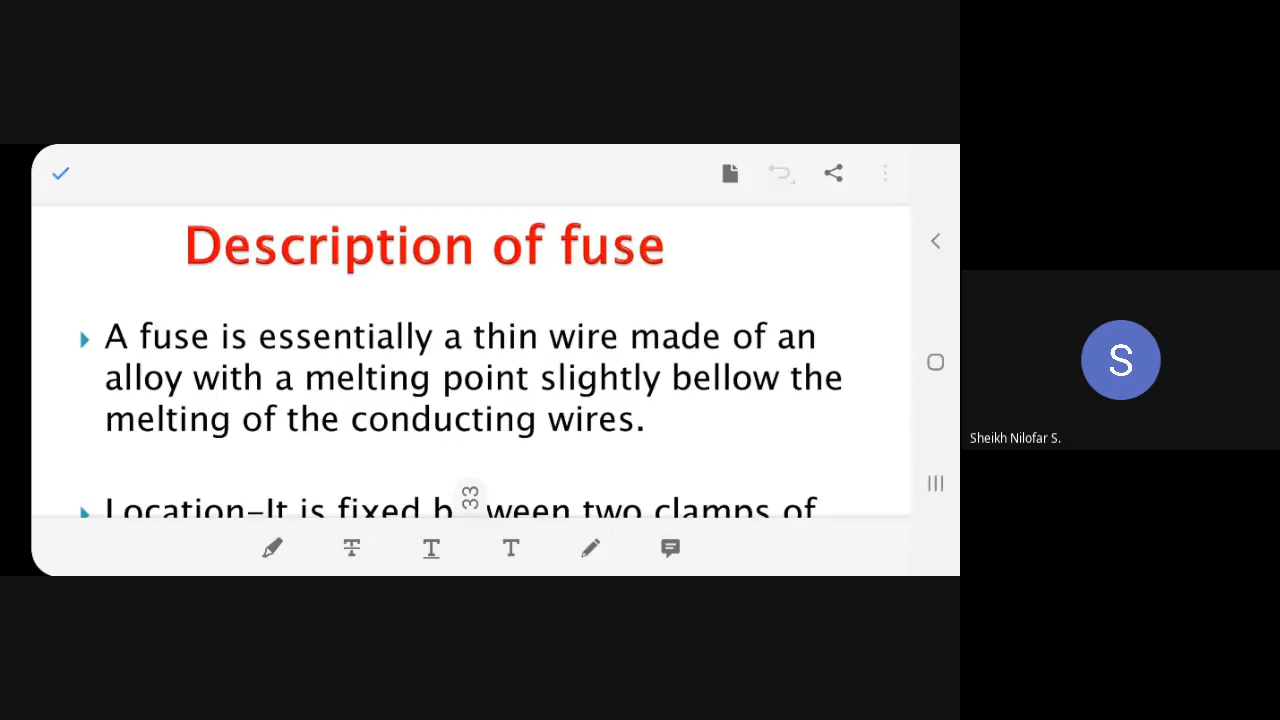 Description of fuse
A fuse is essentially a thin wire made of an
alloy with a melting point slightly bellow the
melting of the conducting wires.
Location-It is fixed b ween two clamps of
33
S
Sheikh Nilofar S.